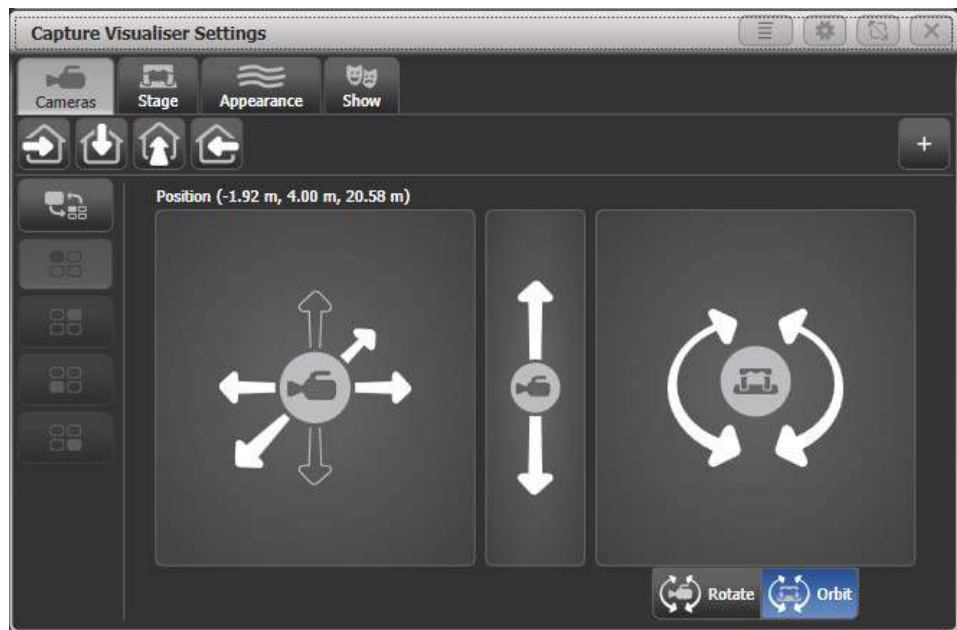 Capture Visualiser Settings
Cameras Stage Appearance Show
+
Position (-1.92 m, 4.00 m, 20.58 m)
Rotate Orbit